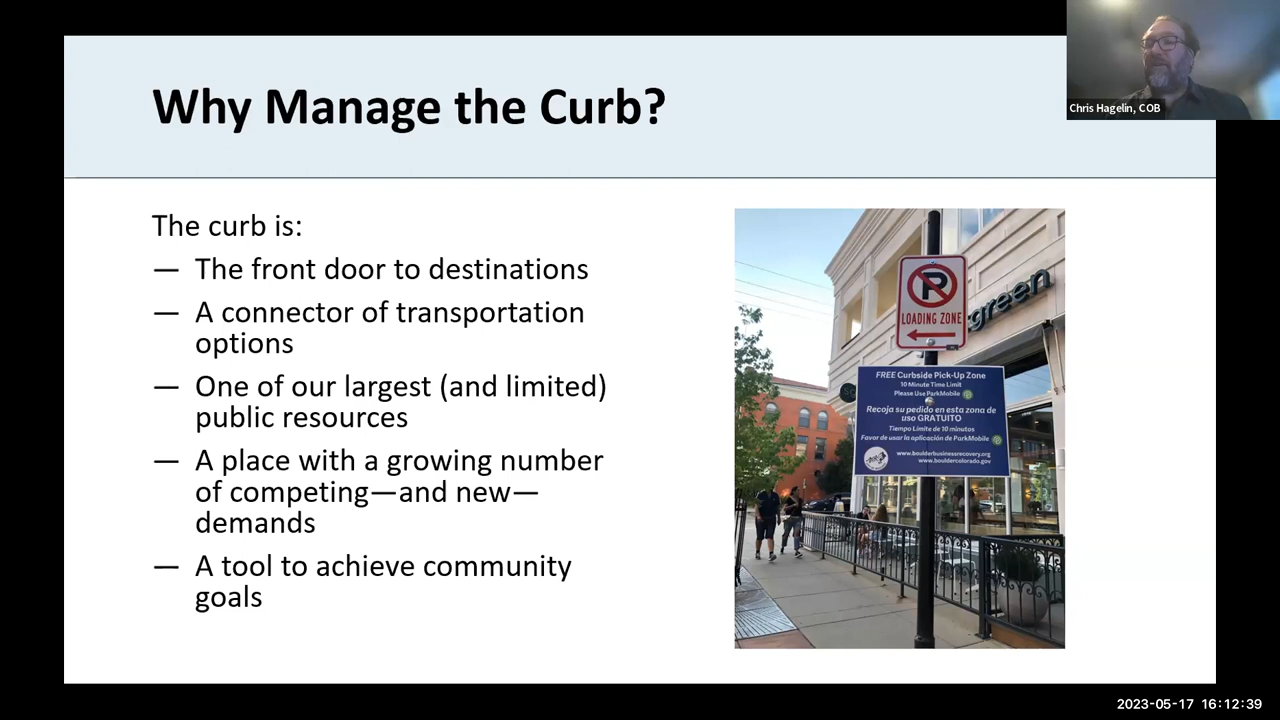 Why Manage the Curb?
Chris Hagelin, COB
The curb is:
— The front door to destinations
— A connector of transportation
options
— One of our largest (and limited)
public resources
— A place with a growing number
of competing—and new—
demands
— A tool to achieve community
goals
P
LOADING ZONE
green
FREE Curbside Pick-Up Zone
10 Minute Time Limit
Please Use ParkMobile
Recoja su pedido en esta zona de
uso GRATUITO
Tiempo Límite de 10 minutos
Favor de usar la aplicación de ParkMobile
www.boulderbusinessrecovery.org
www.bouldercolorado.gov
2023-05-17 16:12:39